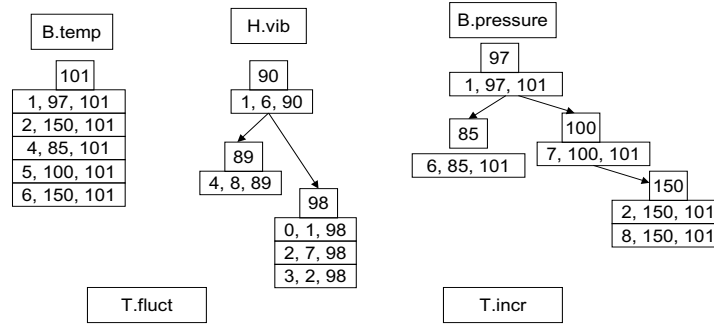 B.temp
101
1, 97, 101
2, 150, 101
4, 85, 101
5, 100, 101
6, 150, 101
H.vib
90
1, 6, 90
89
4, 8, 89
98
0, 1, 98
2, 7, 98
3, 2, 98
B.pressure
97
1, 97, 101
85
6, 85, 101
100
7, 100, 101
150
2, 150, 101
8, 150, 101
T.fluct
T.incr